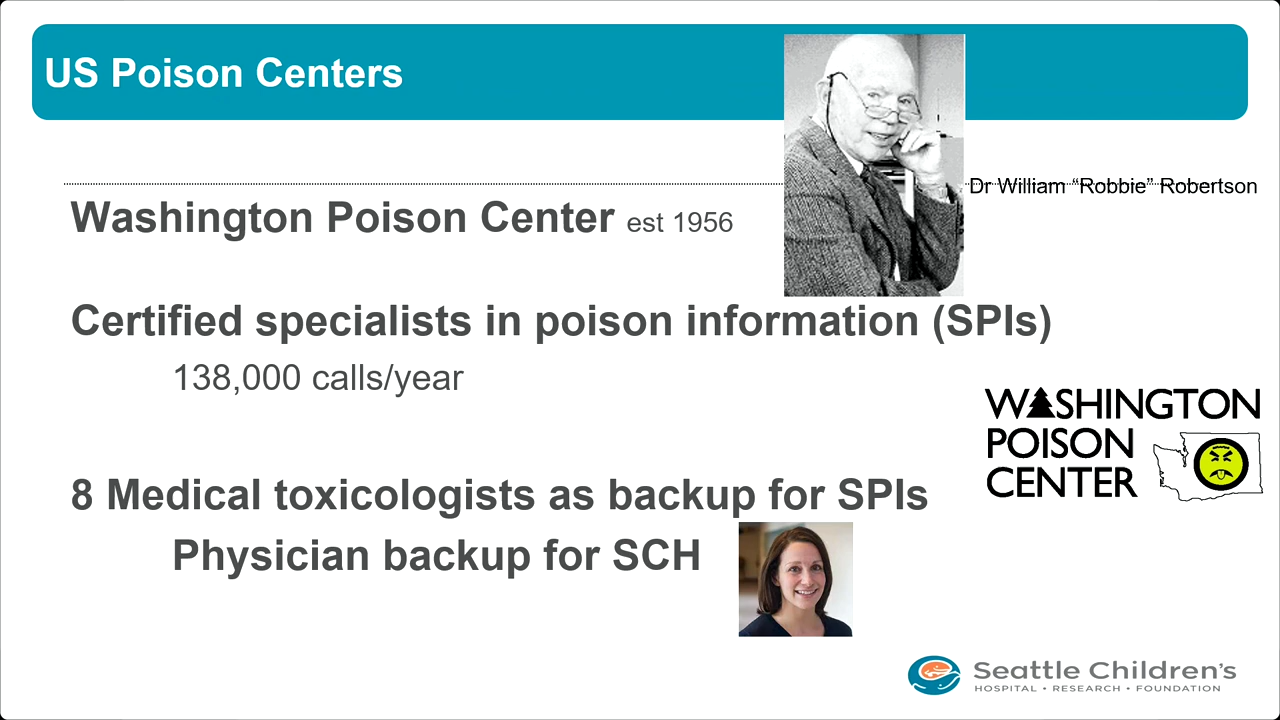 US Poison Centers
Dr William “Robbie” Robertson
Washington Poison Center est 1956
Certified specialists in poison information (SPIs)
138,000 calls/year
WASHINGTON
POISON
CENTER
8 Medical toxicologists as backup for SPIs
Physician backup for SCH
Seattle Children’s
HOSPITAL • RESEARCH • FOUNDATION